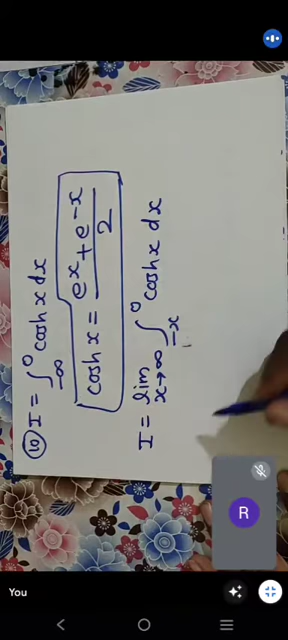 (10) I = ∫_{-∞}^{0} cosh x dx
cosh x = (e^x + e^{-x}) / 2
I = lim_{x→∞} ∫_{-x}^{0} cosh x dx
R
You